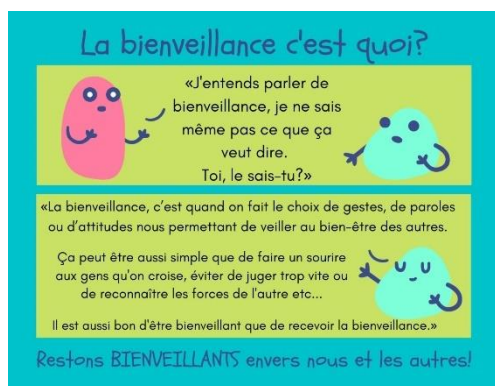 La bienveillance c'est quoi?
«J'entends parler de
bienveillance, je ne sais
même pas ce que ça
veut dire.
Toi, le sais-tu?»
«La bienveillance, c'est quand on fait le choix de gestes, de paroles
ou d'attitudes nous permettant de veiller au bien-être des autres.
Ça peut être aussi simple que de faire un sourire
aux gens qu'on croise, éviter de juger trop vite ou
de reconnaître les forces de l'autre etc...
Il est aussi bon d'être bienveillant que de recevoir la bienveillance.»
Restons BIENVEILLANTS envers nous et les autres!